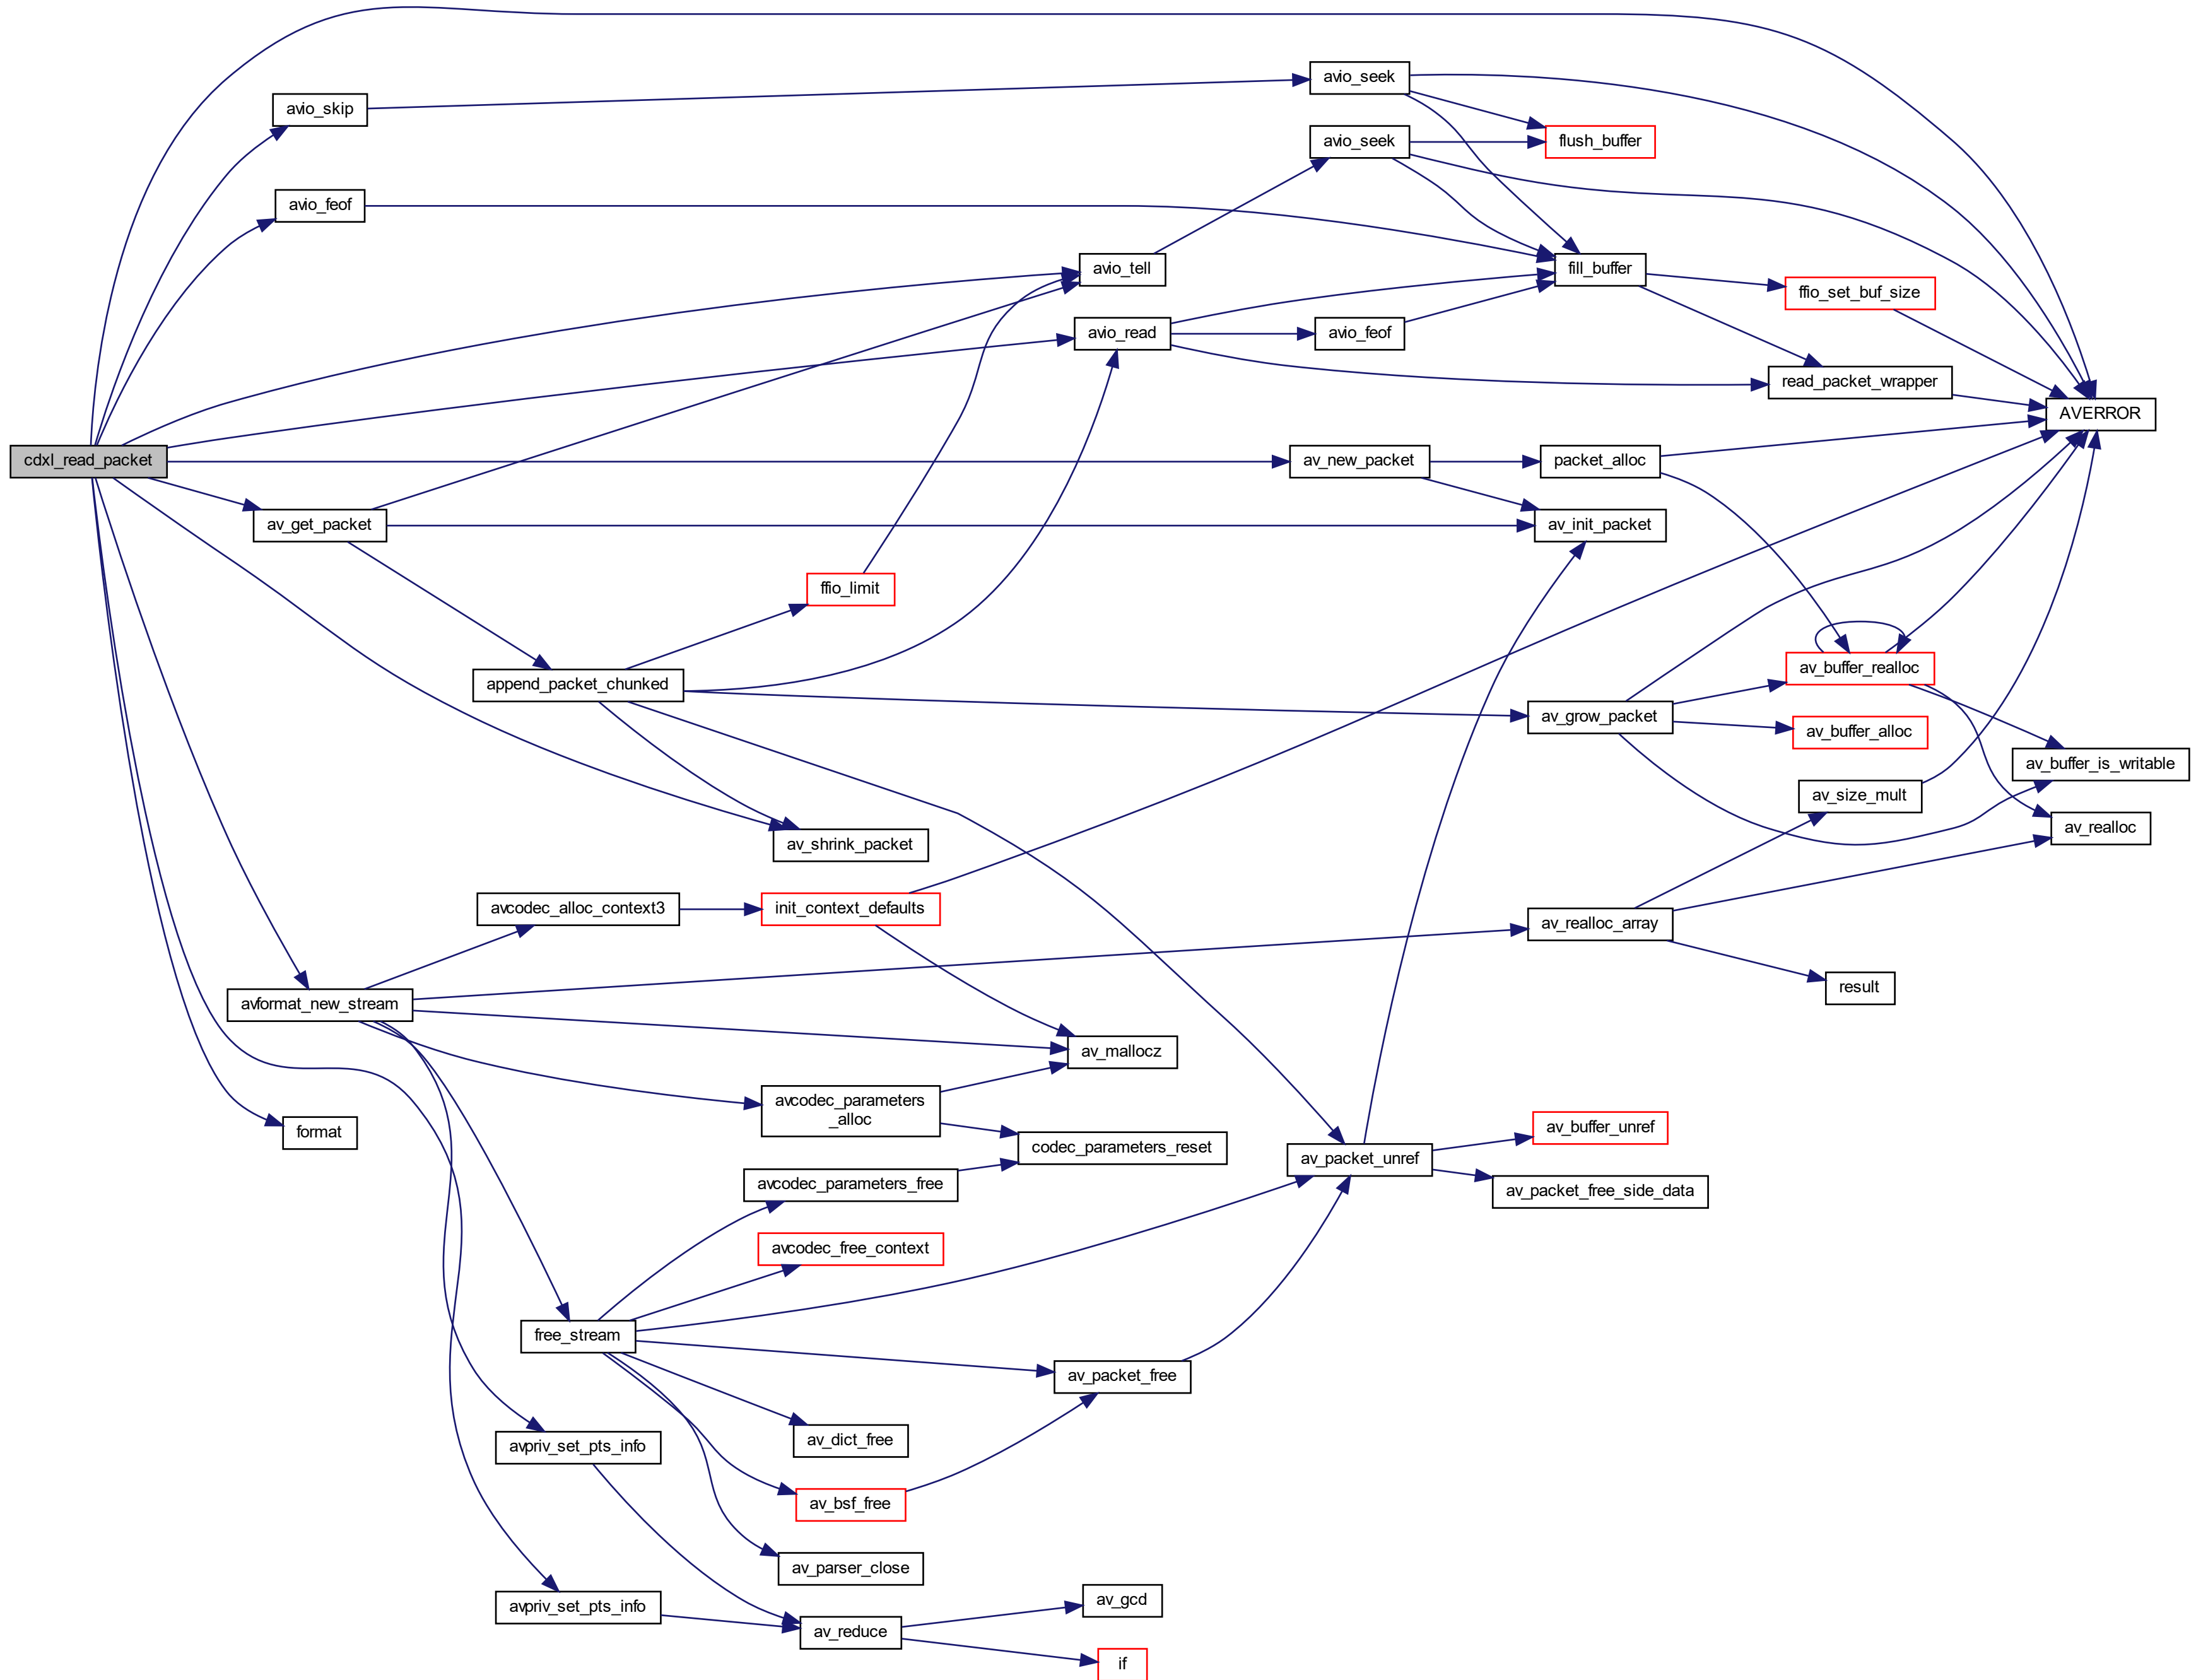 avio_seek
avio_skip
avio_seek
flush_buffer
avio_feof
avio_tell
fill_buffer
ffio_set_buf_size
avio_read
avio_feof
read_packet_wrapper
AVERROR
cdxl_read_packet
av_new_packet
packet_alloc
av_get_packet
av_init_packet
ffio_limit
append_packet_chunked
av_buffer_realloc
av_grow_packet
av_buffer_alloc
av_buffer_is_writable
av_size_mult
av_realloc
av_shrink_packet
avcodec_alloc_context3
init_context_defaults
av_realloc_array
result
avformat_new_stream
av_mallocz
avcodec_parameters
_alloc
format
codec_parameters_reset
av_buffer_unref
av_packet_unref
avcodec_parameters_free
av_packet_free_side_data
avcodec_free_context
free_stream
av_packet_free
av_dict_free
avpriv_set_pts_info
av_bsf_free
av_parser_close
avpriv_set_pts_info
av_gcd
av_reduce
if